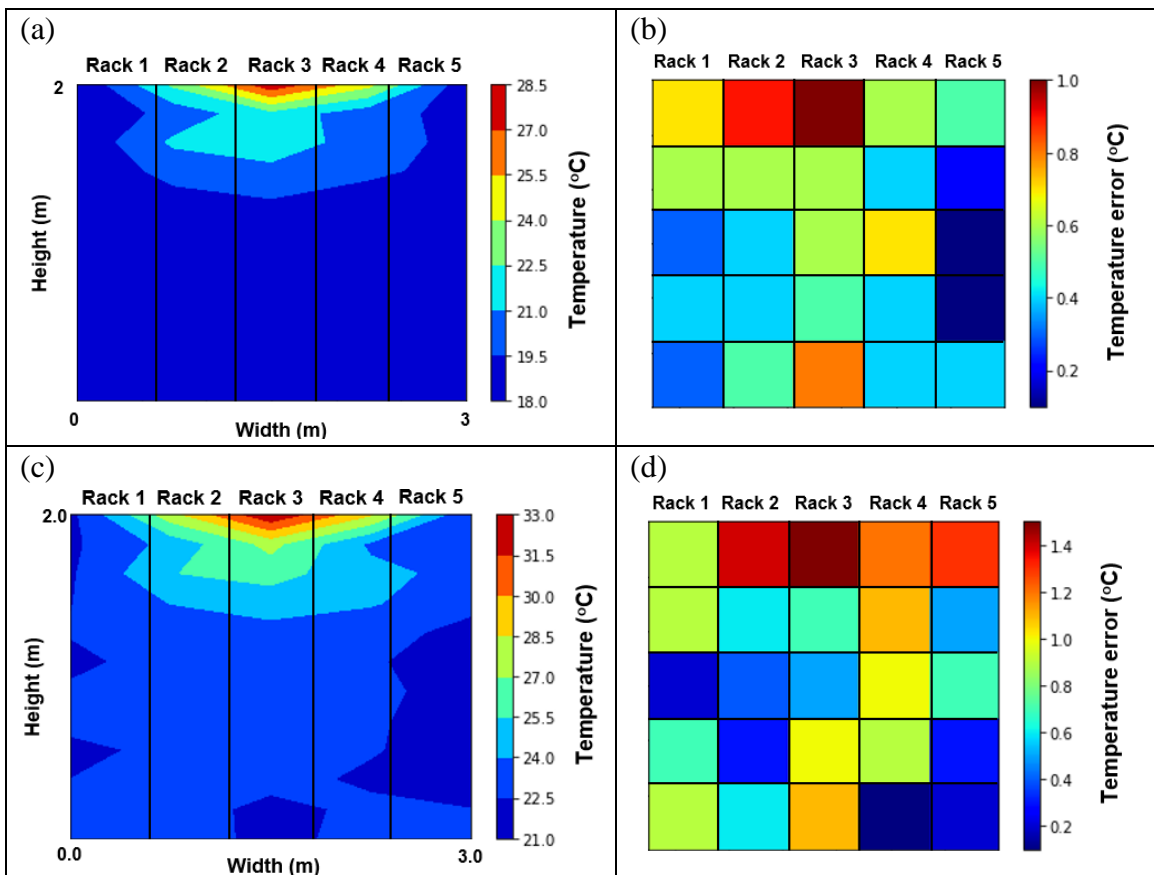 (a)
Rack 1 Rack 2 Rack 3 Rack 4 Rack 5
2
Height (m)
0
3
Width (m)
28.5
27.0
25.5
24.0
22.5
21.0
19.5
18.0
Temperature (°C)
(b)
Rack 1 Rack 2 Rack 3 Rack 4 Rack 5
1.0
0.8
0.6
0.4
0.2
Temperature error (°C)
(c)
Rack 1 Rack 2 Rack 3 Rack 4 Rack 5
2.0
Height (m)
0.0
3.0
Width (m)
33.0
31.5
30.0
28.5
27.0
25.5
24.0
22.5
21.0
Temperature (°C)
(d)
Rack 1 Rack 2 Rack 3 Rack 4 Rack 5
1.4
1.2
1.0
0.8
0.6
0.4
0.2
Temperature error (°C)